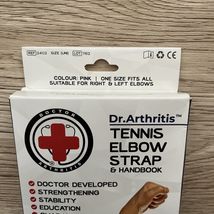 COLOUR: PINK | ONE SIZE FITS ALL
SUITABLE FOR RIGHT & LEFT ELBOWS
DOCTOR
ARTHRITIS
Dr.Arthritis™
TENNIS
ELBOW
STRAP
& HANDBOOK
DOCTOR DEVELOPED
STRENGTHENING
STABILITY
EDUCATION